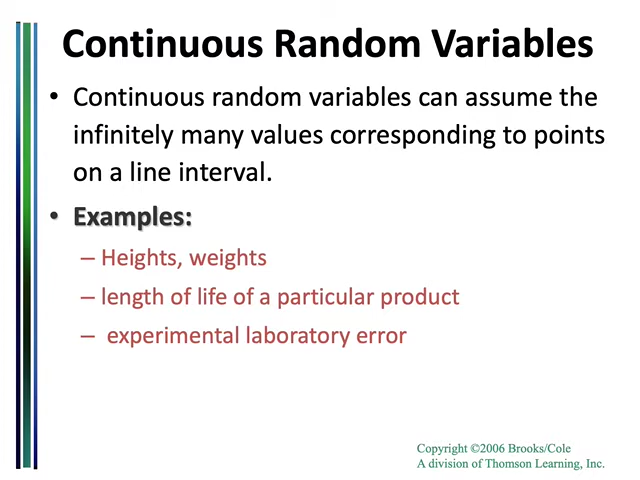 Continuous Random Variables
• Continuous random variables can assume the
infinitely many values corresponding to points
on a line interval.
• Examples:
– Heights, weights
– length of life of a particular product
– experimental laboratory error
Copyright ©2006 Brooks/Cole
A division of Thomson Learning, Inc.